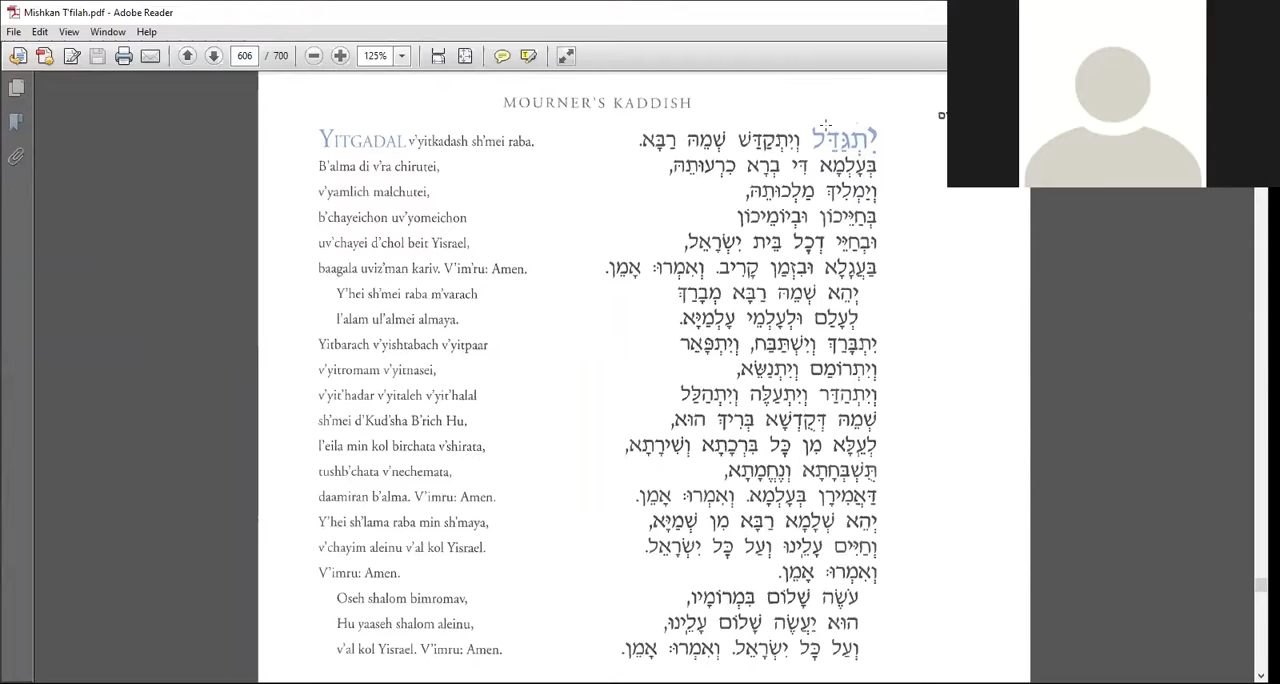 Mishkan T'filah.pdf - Adobe Reader
File Edit View Window Help
606 / 700 125%
MOURNER'S KADDISH
YITGADAL v'yitkadash sh'mei raba.
B'alma di v'ra chirutei,
v'yamlich malchutei,
b'chayeichon uv'yomeichon
uv'chayei d'chol beit Yisrael,
baagala uviz'man kariv. V'im'ru: Amen.
Y'hei sh'mei raba m'varach
l'alam ul'almei almaya.
Yitbarach v'yishtabach v'yitpaar
v'yitromam v'yitnasei,
v'yit'hadar v'yitaleh v'yit'halal
sh'mei d'Kud'sha B'rich Hu,
l'eila min kol birchata v'shirata,
tushb'chata v'nechemata,
daamiran b'alma. V'imru: Amen.
Y'hei sh'lama raba min sh'maya,
v'chayim aleinu v'al kol Yisrael.
V'imru: Amen.
Oseh shalom bimromav,
Hu yaaseh shalom aleinu,
v'al kol Yisrael. V'imru: Amen.
יִתְגַּדַּל וְיִתְקַדַּשׁ שְׁמֵהּ רַבָּא.
בְּעָלְמָא דִּי בְרָא כִרְעוּתֵהּ,
וְיַמְלִיךְ מַלְכוּתֵהּ,
בְּחַיֵּיכוֹן וּבְיוֹמֵיכוֹן
וּבְחַיֵּי דְכָל בֵּית יִשְׂרָאֵל,
בַּעֲגָלָא וּבִזְמַן קָרִיב. וְאִמְרוּ: אָמֵן.
יְהֵא שְׁמֵהּ רַבָּא מְבָרַךְ
לְעָלַם וּלְעָלְמֵי עָלְמַיָּא.
יִתְבָּרַךְ וְיִשְׁתַּבַּח, וְיִתְפָּאַר
וְיִתְרוֹמַם וְיִתְנַשֵּׂא,
וְיִתְהַדַּר וְיִתְעַלֶּה וְיִתְהַלַּל
שְׁמֵהּ דְּקֻדְשָׁא בְּרִיךְ הוּא,
לְעֵלָּא מִן כָּל בִּרְכָתָא וְשִׁירָתָא,
תֻּשְׁבְּחָתָא וְנֶחֱמָתָא,
דַּאֲמִירָן בְּעָלְמָא. וְאִמְרוּ: אָמֵן.
יְהֵא שְׁלָמָא רַבָּא מִן שְׁמַיָּא,
וְחַיִּים עָלֵינוּ וְעַל כָּל יִשְׂרָאֵל.
וְאִמְרוּ: אָמֵן.
עֹשֶׂה שָׁלוֹם בִּמְרוֹמָיו,
הוּא יַעֲשֶׂה שָׁלוֹם עָלֵינוּ,
וְעַל כָּל יִשְׂרָאֵל. וְאִמְרוּ: אָמֵן.